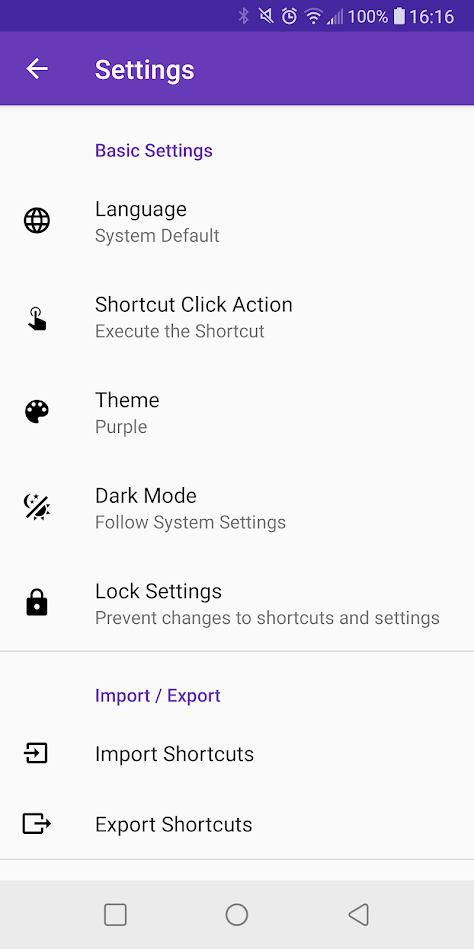 100% 16:16
Settings
Basic Settings
Language
System Default
Shortcut Click Action
Execute the Shortcut
Theme
Purple
Dark Mode
Follow System Settings
Lock Settings
Prevent changes to shortcuts and settings
Import / Export
Import Shortcuts
Export Shortcuts